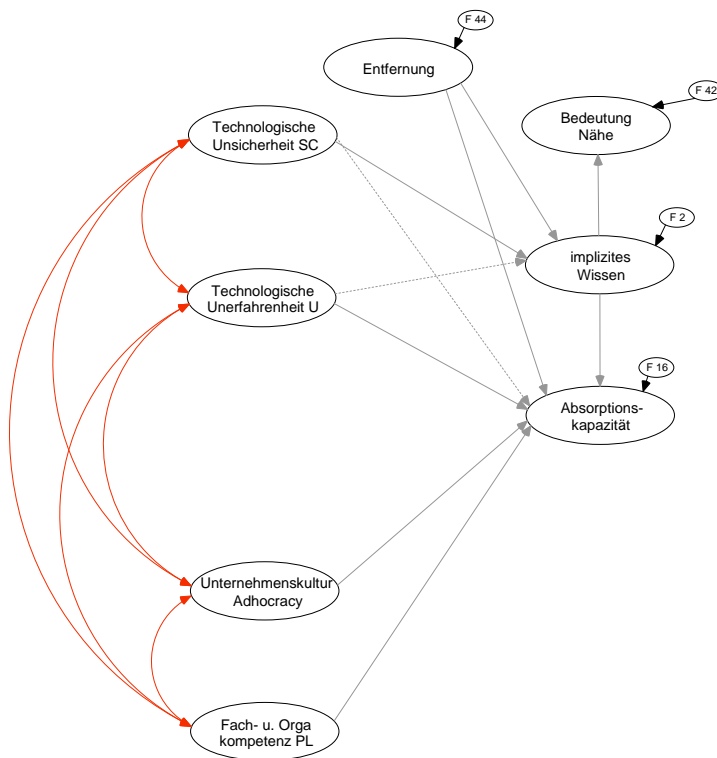 F 44
Entfernung
F 42
Bedeutung
Nähe
Technologische
Unsicherheit SC
F 2
implizites
Wissen
Technologische
Unerfahrenheit U
F 16
Absorptions-
kapazität
Unternehmenskultur
Adhocracy
Fach- u. Orga
kompetenz PL